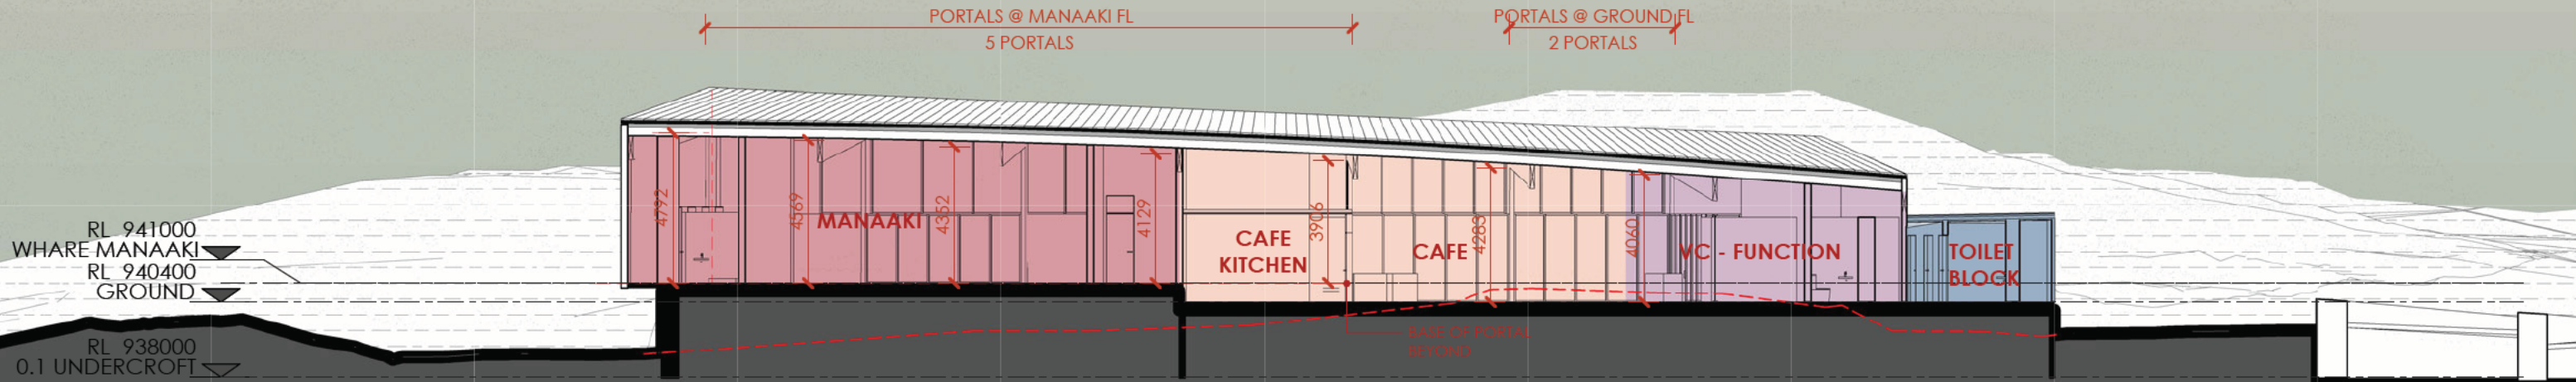 PORTALS @ MANAAKI FL
5 PORTALS
PORTALS @ GROUND FL
2 PORTALS
4792
4569
MANAAKI
4352
4129
CAFE
KITCHEN
3906
CAFE
4283
4060
VC - FUNCTION
TOILET
BLOCK
RL 941000
WHARE MANAAKI
RL 940400
GROUND
BASE OF PORTAL
BEYOND
RL 938000
0.1 UNDERCROFT